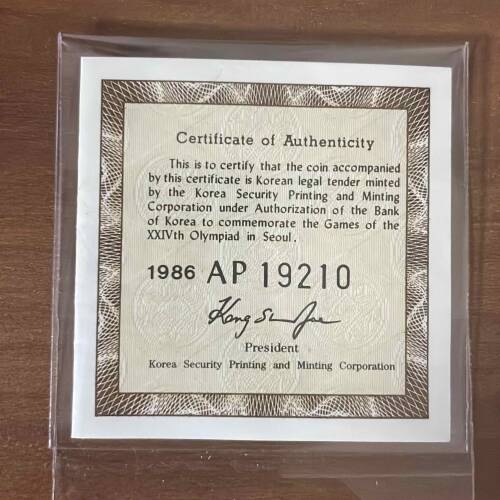 Certificate of Authenticity
This is to certify that the coin accompanied
by this certificate is Korean legal tender minted
by the Korea Security Printing and Minting
Corporation under Authorization of the Bank
of Korea to commemorate the Games of the
XXIVth Olympiad in Seoul.
1986 AP 19210
President
Korea Security Printing and Minting Corporation